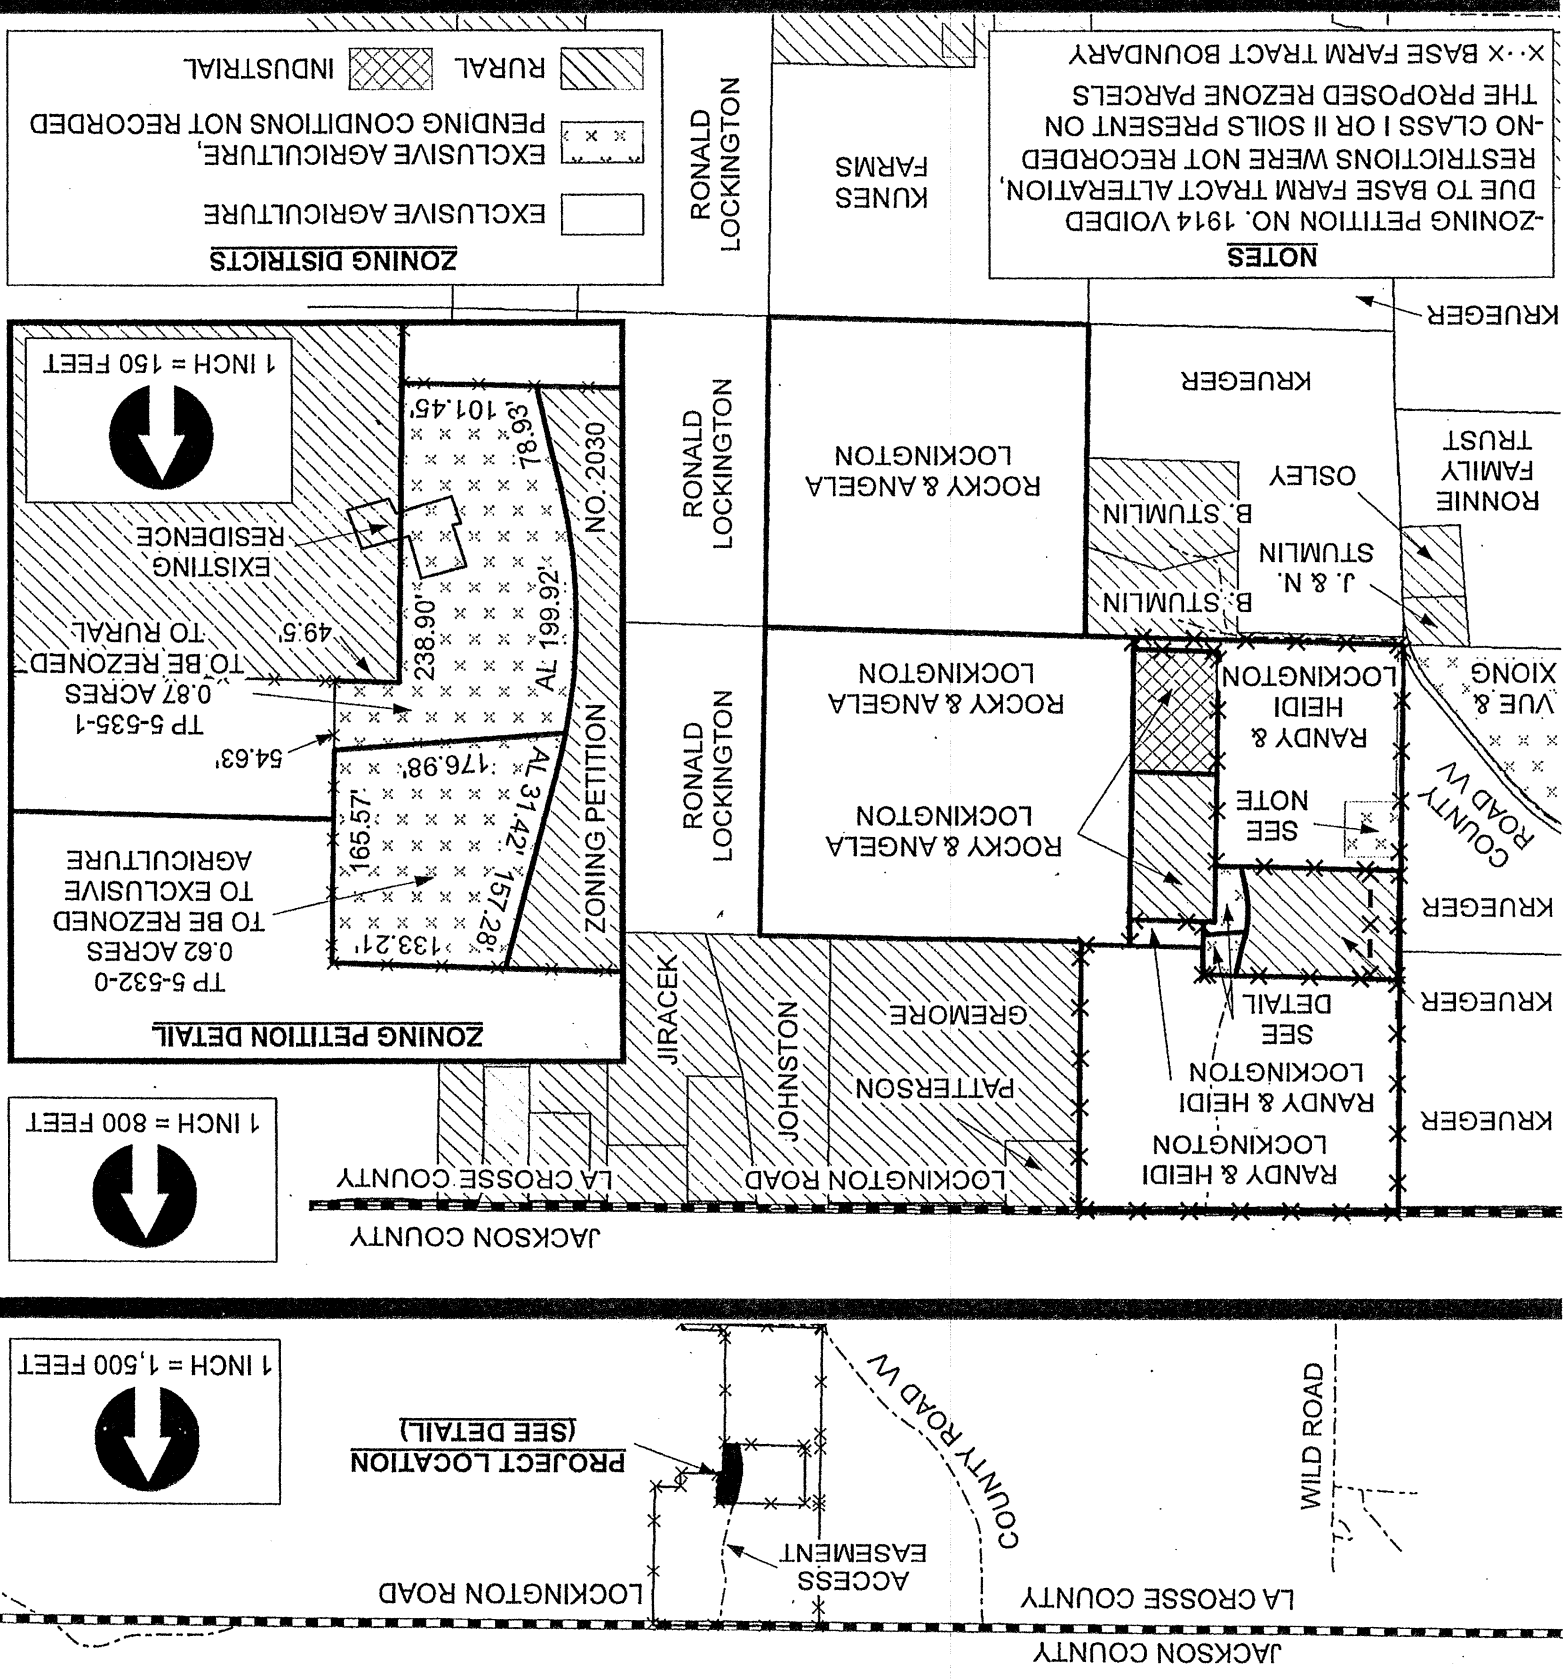 JACKSON COUNTY
LA CROSSE COUNTY
LOCKINGTON ROAD
ACCESS
EASEMENT
WILD ROAD
COUNTY ROAD VV
PROJECT LOCATION
(SEE DETAIL)
1 INCH = 1,500 FEET
JACKSON COUNTY
LA CROSSE COUNTY
LOCKINGTON ROAD
1 INCH = 800 FEET
KRUEGER
RANDY & HEIDI
LOCKINGTON
RANDY & HEIDI
LOCKINGTON
PATTERSON
GREMORE
JOHNSTON
JIRACEK
KRUEGER
SEE
DETAIL
KRUEGER
COUNTY
ROAD VV
SEE
NOTE
ROCKY & ANGELA
LOCKINGTON
RONALD
LOCKINGTON
VUE &
XIONG
RANDY &
HEIDI
LOCKINGTON
ROCKY & ANGELA
LOCKINGTON
J. & N.
STUMLIN
B. STUMLIN
B. STUMLIN
OSLEY
RONNIE
FAMILY
TRUST
ROCKY & ANGELA
LOCKINGTON
RONALD
LOCKINGTON
KRUEGER
KRUEGER
KUNES
FARMS
RONALD
LOCKINGTON
ZONING PETITION DETAIL
TP 5-532-0
0.62 ACRES
TO BE REZONED
TO EXCLUSIVE
AGRICULTURE
133.21'
157.28'
165.57'
AL 31.42'
176.98'
54.63'
TP 5-535-1
0.87 ACRES
TO BE REZONED
TO RURAL
49.5'
238.90'
AL 199.92'
EXISTING
RESIDENCE
78.93'
101.45'
ZONING PETITION
NO. 2030
1 INCH = 150 FEET
NOTES
-ZONING PETITION NO. 1914 VOIDED
DUE TO BASE FARM TRACT ALTERATION,
RESTRICTIONS WERE NOT RECORDED
-NO CLASS I OR II SOILS PRESENT ON
THE PROPOSED REZONE PARCELS
X··X BASE FARM TRACT BOUNDARY
ZONING DISTRICTS
EXCLUSIVE AGRICULTURE
EXCLUSIVE AGRICULTURE,
PENDING CONDITIONS NOT RECORDED
RURAL
INDUSTRIAL